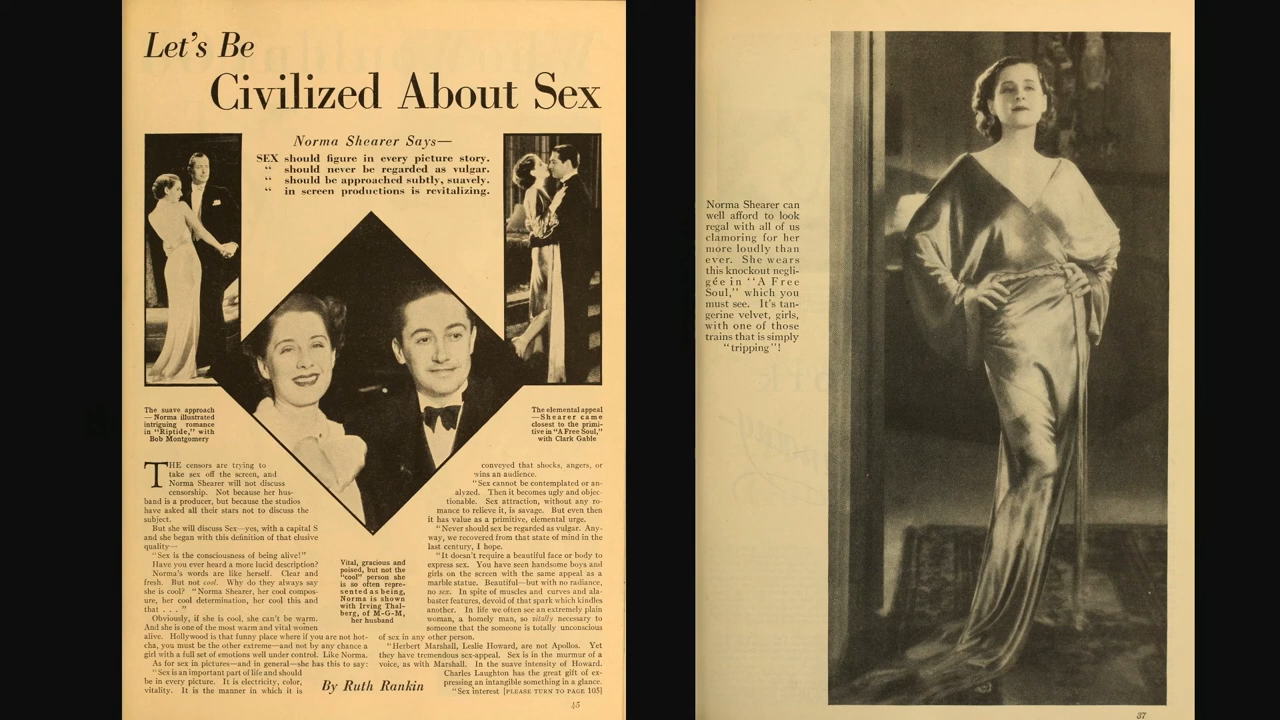 Let's Be
Civilized About Sex
Norma Shearer Says—
SEX should figure in every picture story.
“ should never be regarded as vulgar.
“ should be approached subtly, suavely.
“ in screen productions is revitalizing.
The suave approach
—Norma illustrated
intriguing romance
in "Riptide," with
Bob Montgomery
The elemental appeal
—Shearer came
closest to the primi-
tive in "A Free Soul,"
with Clark Gable
THE censors are trying to
take sex off the screen, and
Norma Shearer will not discuss
censorship. Not because her hus-
band is a producer, but because the studios
have asked all their stars not to discuss the
subject.
But she will discuss Sex—yes, with a capital S
and she began with this definition of that elusive
quality—
"Sex is the consciousness of being alive!"
Have you ever heard a more lucid description?
Norma's words are like herself. Clear and
fresh. But not cool. Why do they always say
she is cool? "Norma Shearer, her cool compos-
ure, her cool determination, her cool this and
that . . ."
Obviously, if she is cool, she can't be warm.
And she is one of the most warm and vital women
alive. Hollywood is that funny place where if you are not hot-
cha, you must be the other extreme—and not by any chance a
girl with a full set of emotions well under control. Like Norma.
As for sex in pictures—and in general—she has this to say:
"Sex is an important part of life and should
be in every picture. It is electricity, color,
vitality. It is the manner in which it is
Vital, gracious and
poised, but not the
"cool" person she
is so often repre-
sented as being,
Norma is shown
with Irving Thal-
berg, of M-G-M,
her husband
By Ruth Rankin
conveyed that shocks, angers, or
wins an audience.
"Sex cannot be contemplated or an-
alyzed. Then it becomes ugly and objec-
tionable. Sex attraction, without any ro-
mance to relieve it, is savage. But even then
it has value as a primitive, elemental urge.
"Never should sex be regarded as vulgar. Any-
way, we recovered from that state of mind in the
last century, I hope.
"It doesn't require a beautiful face or body to
express sex. You have seen handsome boys and
girls on the screen with the same appeal as a
marble statue. Beautiful—but with no radiance,
no sex. In spite of muscles and curves and ala-
baster features, devoid of that spark which kindles
another. In life we often see an extremely plain
woman, a homely man, so vitally necessary to
someone that the someone is totally unconscious
of sex in any other person.
"Herbert Marshall, Leslie Howard, are not Apollos. Yet
they have tremendous sex-appeal. Sex is in the murmur of a
voice, as with Marshall. In the suave intensity of Howard.
Charles Laughton has the great gift of ex-
pressing an intangible something in a glance.
"Sex interest [PLEASE TURN TO PAGE 105]
45
Norma Shearer can
well afford to look
regal with all of us
clamoring for her
more loudly than
ever. She wears
this knockout negli-
gée in "A Free
Soul," which you
must see. It's tan-
gerine velvet, girls,
with one of those
trains that is simply
"tripping"!
37